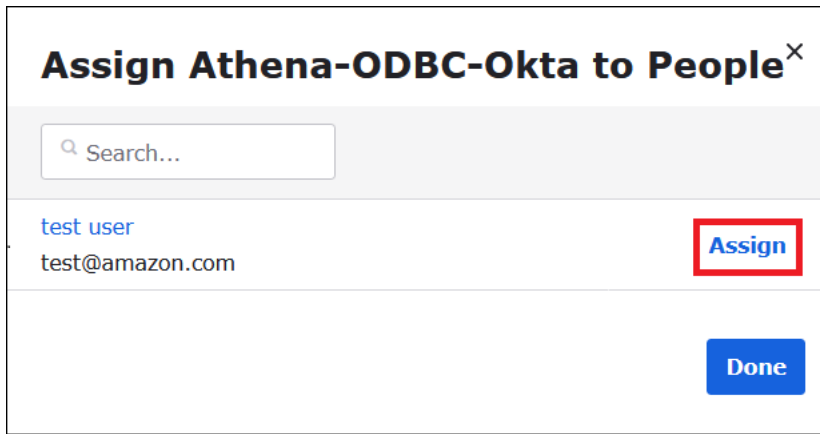 Assign Athena-ODBC-Okta to People
Search...
test user
test@amazon.com
Assign
Done